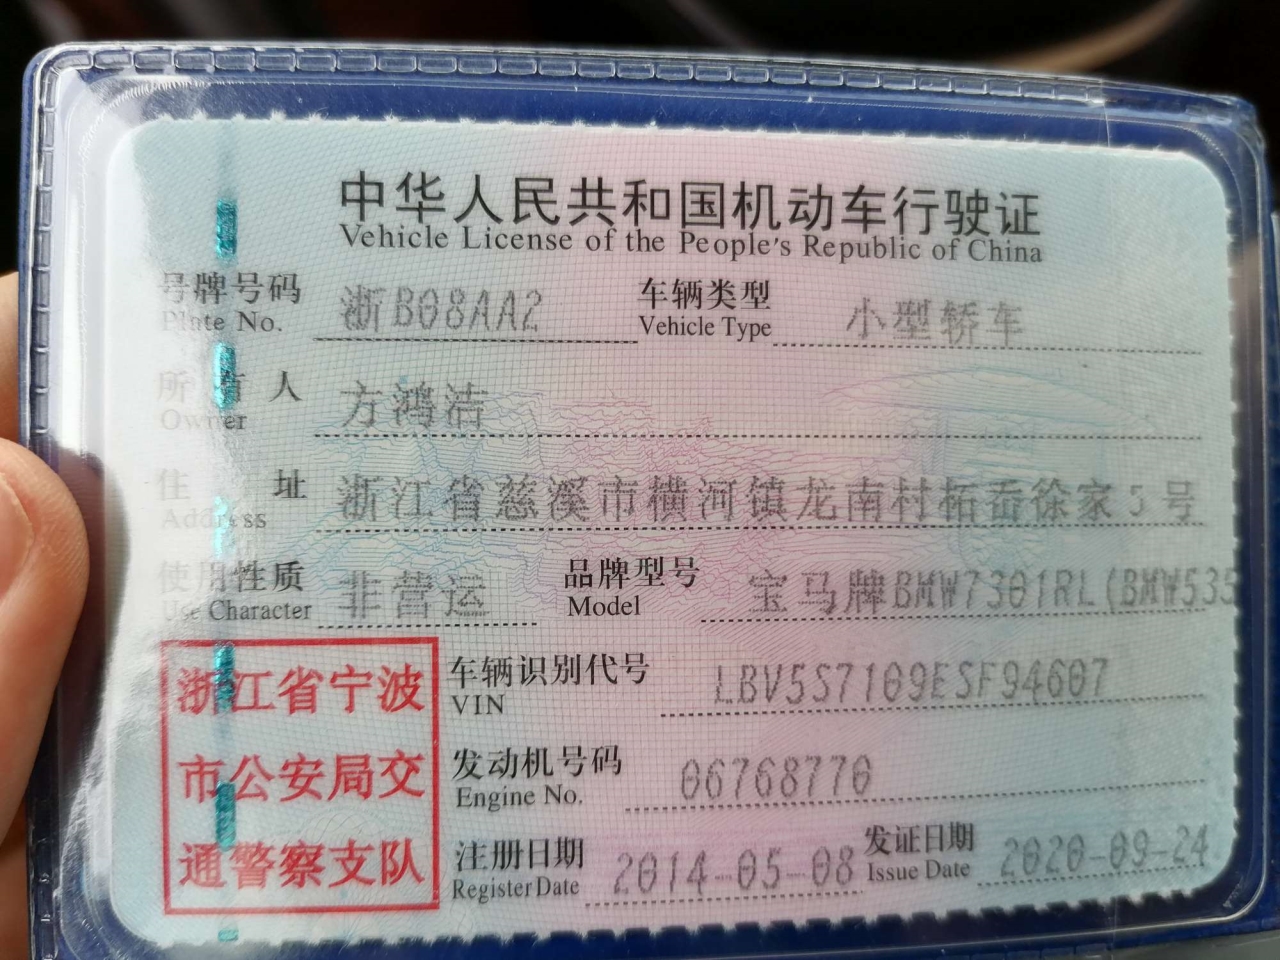 中华人民共和国机动车行驶证
Vehicle License of the People's Republic of China
号牌号码 浙B08AA2 车辆类型 小型轿车
Plate No. Vehicle Type
所有人 方鸿洁
Owner
住址 浙江省慈溪市横河镇龙南村柘岙徐家5号
Address
使用性质 非营运 品牌型号 宝马牌BMW7301RL(BMW535
Use Character Model
浙江省宁波
市公安局交
通警察支队
车辆识别代号 LBV5S7109ESF94607
VIN
发动机号码 06768770
Engine No.
注册日期 2014-05-08 发证日期 2020-09-24
Register Date Issue Date